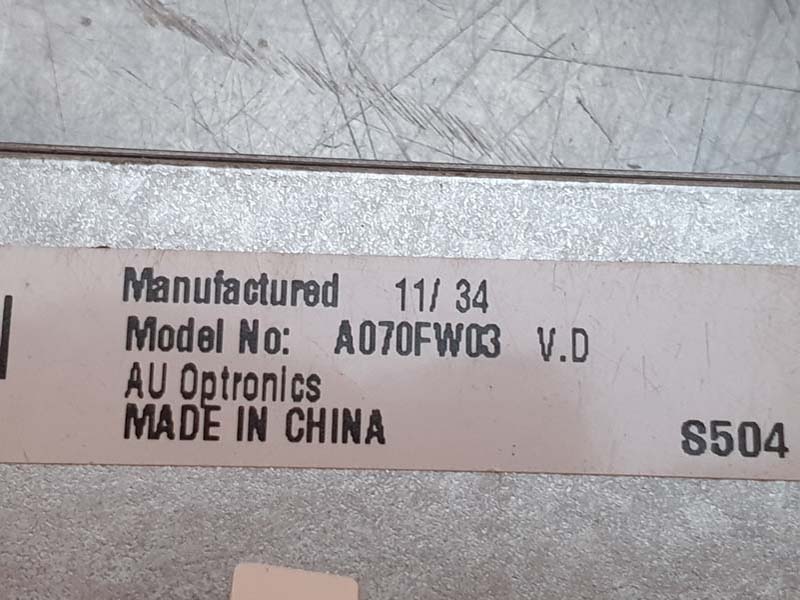 Manufactured 11/ 34
Model No: A070FW03 V.D
AU Optronics
MADE IN CHINA
S504